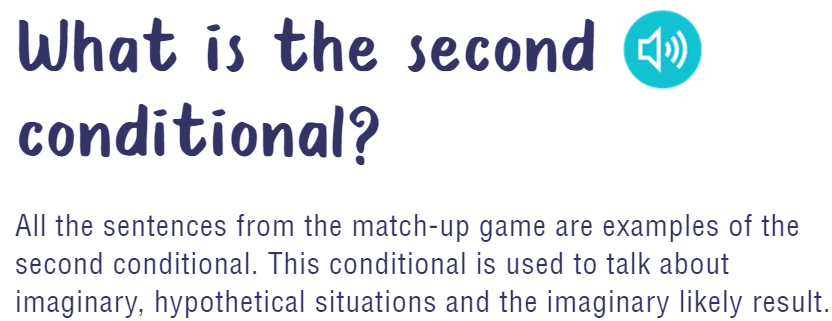 What is the second
conditional?
All the sentences from the match-up game are examples of the
second conditional. This conditional is used to talk about
imaginary, hypothetical situations and the imaginary likely result.